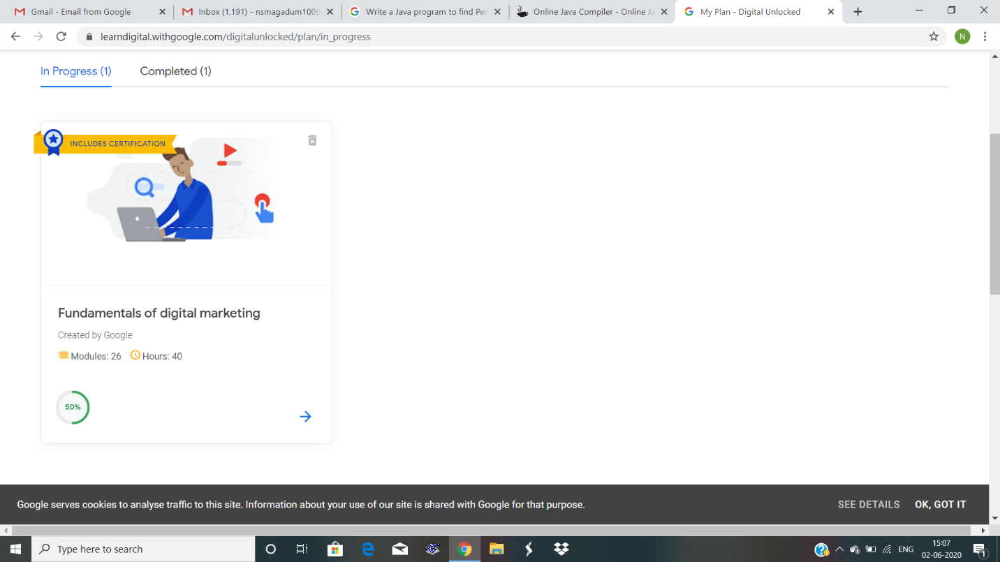 Gmail - Email from Google
Inbox (1,191) - nsmagadum1006
Write a Java program to find Per
Online Java Compiler - Online Ja
My Plan - Digital Unlocked
learndigital.withgoogle.com/digitalunlocked/plan/in_progress
N
In Progress (1)
Completed (1)
INCLUDES CERTIFICATION
Fundamentals of digital marketing
Created by Google
Modules: 26 Hours: 40
50%
Google serves cookies to analyse traffic to this site. Information about your use of our site is shared with Google for that purpose.
SEE DETAILS
OK, GOT IT
Type here to search
ENG
15:07
02-06-2020
1